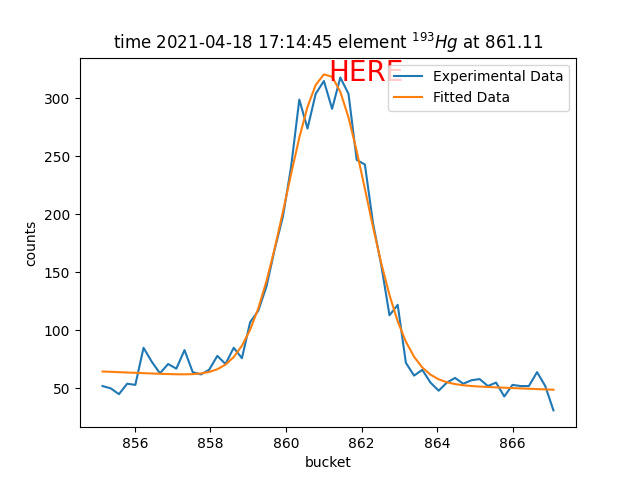 time 2021-04-18 17:14:45 element ¹⁹³Hg at 861.11
HERE
Experimental Data
Fitted Data
counts
300
250
200
150
100
50
856 858 860 862 864 866
bucket